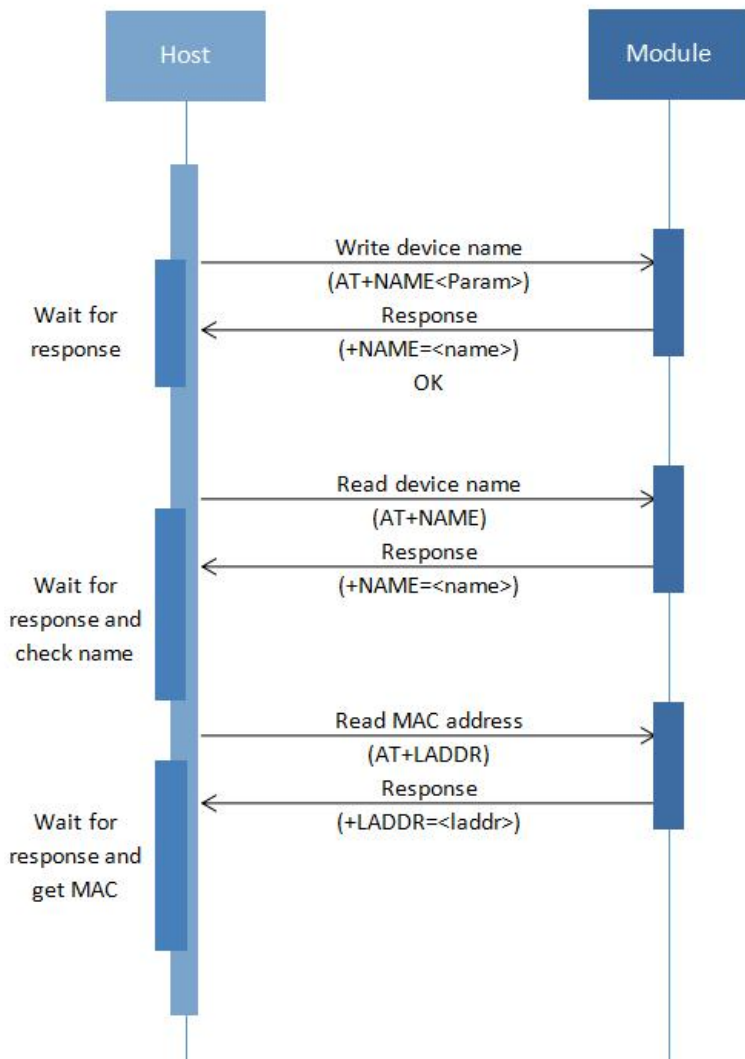 Host
Module
Write device name
(AT+NAME<Param>)
Wait for
response
Response
(+NAME=<name>)
OK
Read device name
(AT+NAME)
Response
(+NAME=<name>)
Wait for
response and
check name
Read MAC address
(AT+LADDR)
Response
(+LADDR=<laddr>)
Wait for
response and
get MAC